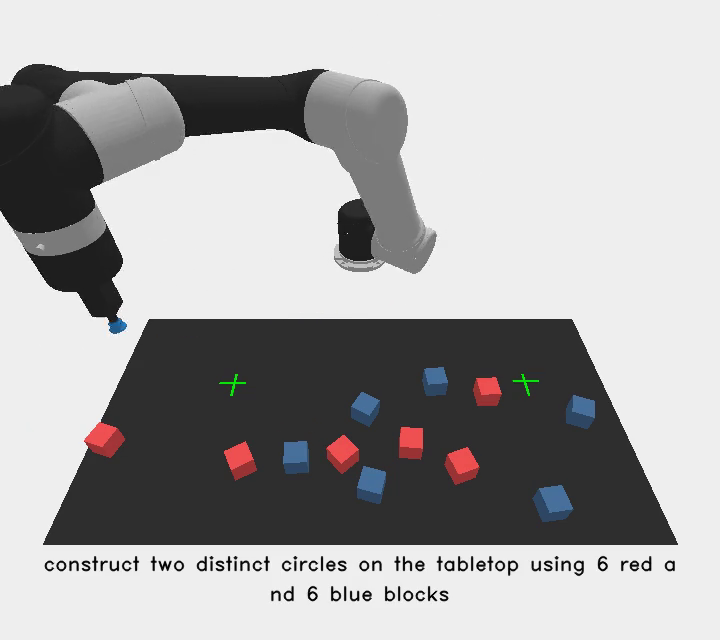 construct two distinct circles on the tabletop using 6 red a
nd 6 blue blocks